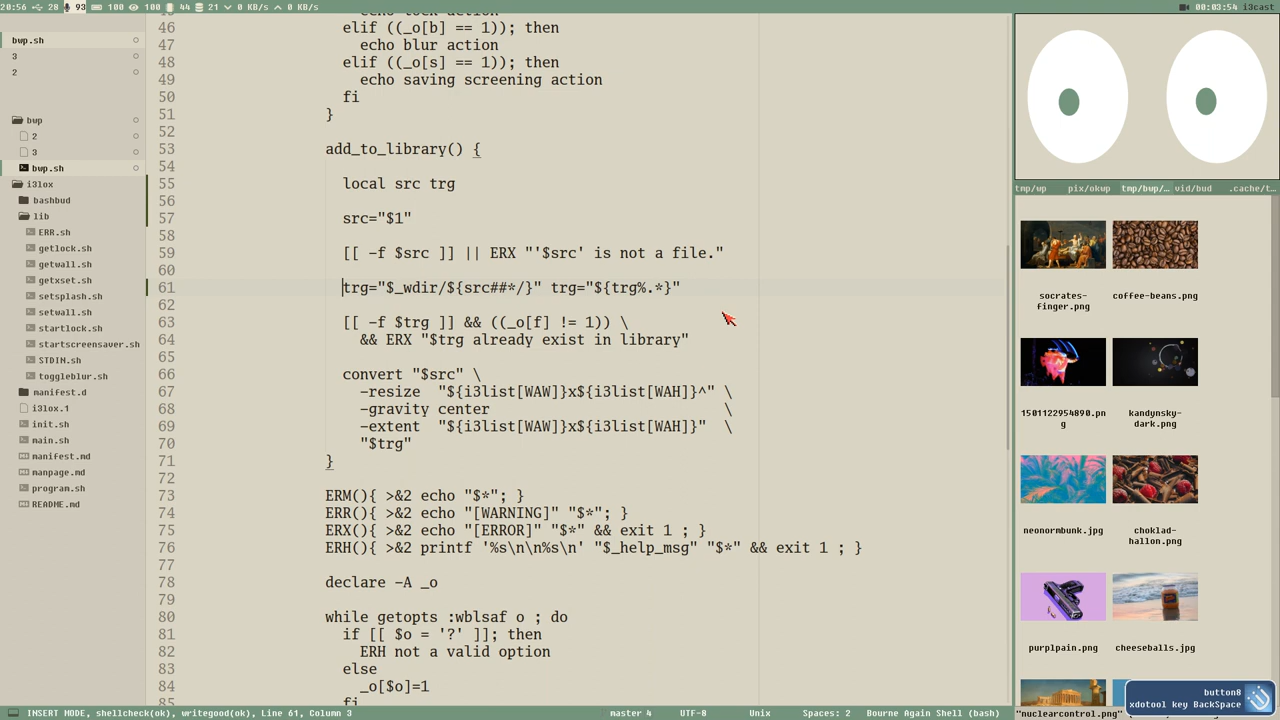 20:56 28 93 100 100 44 21 0 KB/s 0 KB/s
00:03:54 i3cast
bwp.sh
3
2
bwp
2
3
bwp.sh
i3lox
bashbud
lib
ERR.sh
getlock.sh
getwall.sh
getxset.sh
setsplash.sh
setwall.sh
startlock.sh
startscreensaver.sh
STDIN.sh
toggleblur.sh
manifest.d
i3lox.1
init.sh
main.sh
manifest.md
manpage.md
program.sh
README.md
46 elif ((_o[b] == 1)); then
47 echo blur action
48 elif ((_o[s] == 1)); then
49 echo saving screening action
50 fi
51 }
52
53 add_to_library() {
54
55 local src trg
56
57 src="$1"
58
59 [[ -f $src ]] || ERX "'$src' is not a file."
60
61 trg="$_wdir/${src##*/}" trg="${trg%.*}"
62
63 [[ -f $trg ]] && ((_o[f] != 1)) \
64 && ERX "$trg already exist in library"
65
66 convert "$src" \
67 -resize "${i3list[WAW]}x${i3list[WAH]}^" \
68 -gravity center \
69 -extent "${i3list[WAW]}x${i3list[WAH]}" \
70 "$trg"
71 }
72
73 ERM(){ >&2 echo "$*"; }
74 ERR(){ >&2 echo "[WARNING]" "$*"; }
75 ERX(){ >&2 echo "[ERROR]" "$*" && exit 1 ; }
76 ERH(){ >&2 printf '%s\n\n%s\n' "$_help_msg" "$*" && exit 1 ; }
77
78 declare -A _o
79
80 while getopts :wblsaf o ; do
81 if [[ $o = '?' ]]; then
82 ERH not a valid option
83 else
84 _o[$o]=1
85 fi
INSERT MODE, shellcheck(ok), writegood(ok), Line 61, Column 3
master 4 UTF-8 Unix Spaces: 2 Bourne Again Shell (bash)
tmp/wp pix/okwp tmp/bwp/… vid/bud .cache/t…
socrates-
finger.png
coffee-beans.png
1501122954890.pn
g
kandynsky-
dark.png
neonormbunk.jpg
choklad-
hallon.png
purplpain.png
cheeseballs.jpg
"nuclearcontrol.png"
button8
xdotool key BackSpace